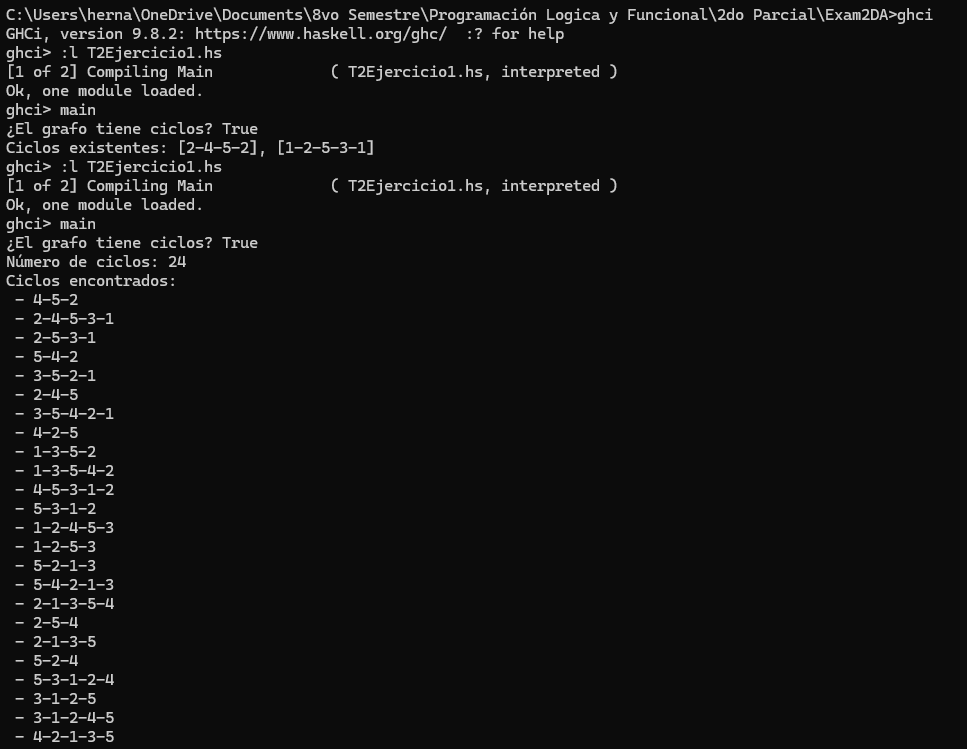 C:\Users\herna\OneDrive\Documents\8vo Semestre\Programación Logica y Funcional\2do Parcial\Exam2DA>ghci
GHCi, version 9.8.2: https://www.haskell.org/ghc/  :? for help
ghci> :l T2Ejercicio1.hs
[1 of 2] Compiling Main             ( T2Ejercicio1.hs, interpreted )
Ok, one module loaded.
ghci> main
¿El grafo tiene ciclos? True
Ciclos existentes: [2-4-5-2], [1-2-5-3-1]
ghci> :l T2Ejercicio1.hs
[1 of 2] Compiling Main             ( T2Ejercicio1.hs, interpreted )
Ok, one module loaded.
ghci> main
¿El grafo tiene ciclos? True
Número de ciclos: 24
Ciclos encontrados:
 - 4-5-2
 - 2-4-5-3-1
 - 2-5-3-1
 - 5-4-2
 - 3-5-2-1
 - 2-4-5
 - 3-5-4-2-1
 - 4-2-5
 - 1-3-5-2
 - 1-3-5-4-2
 - 4-5-3-1-2
 - 5-3-1-2
 - 1-2-4-5-3
 - 1-2-5-3
 - 5-2-1-3
 - 5-4-2-1-3
 - 2-1-3-5-4
 - 2-5-4
 - 2-1-3-5
 - 5-2-4
 - 5-3-1-2-4
 - 3-1-2-5
 - 3-1-2-4-5
 - 4-2-1-3-5